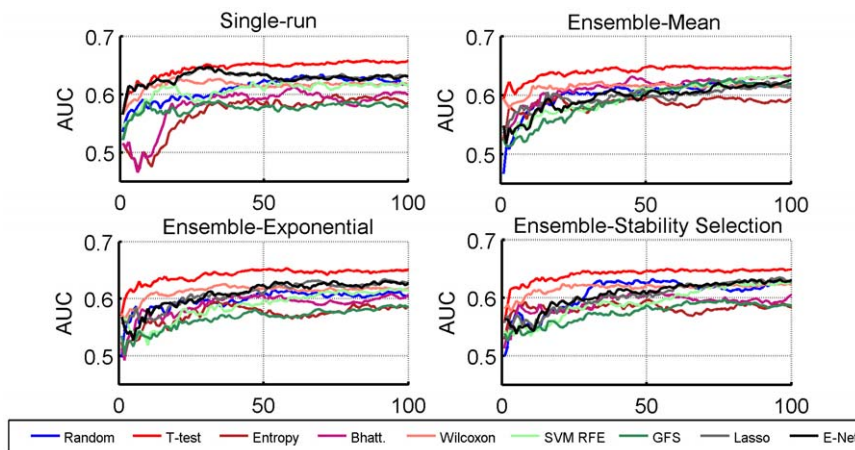 Single-run
Ensemble-Mean
0.7
0.6
0.5
AUC
0 50 100
0.7
0.6
0.5
AUC
0 50 100
Ensemble-Exponential
Ensemble-Stability Selection
0.7
0.6
0.5
AUC
0 50 100
0.7
0.6
0.5
AUC
0 50 100
Random T-test Entropy Bhatt. Wilcoxon SVM RFE GFS Lasso E-Net